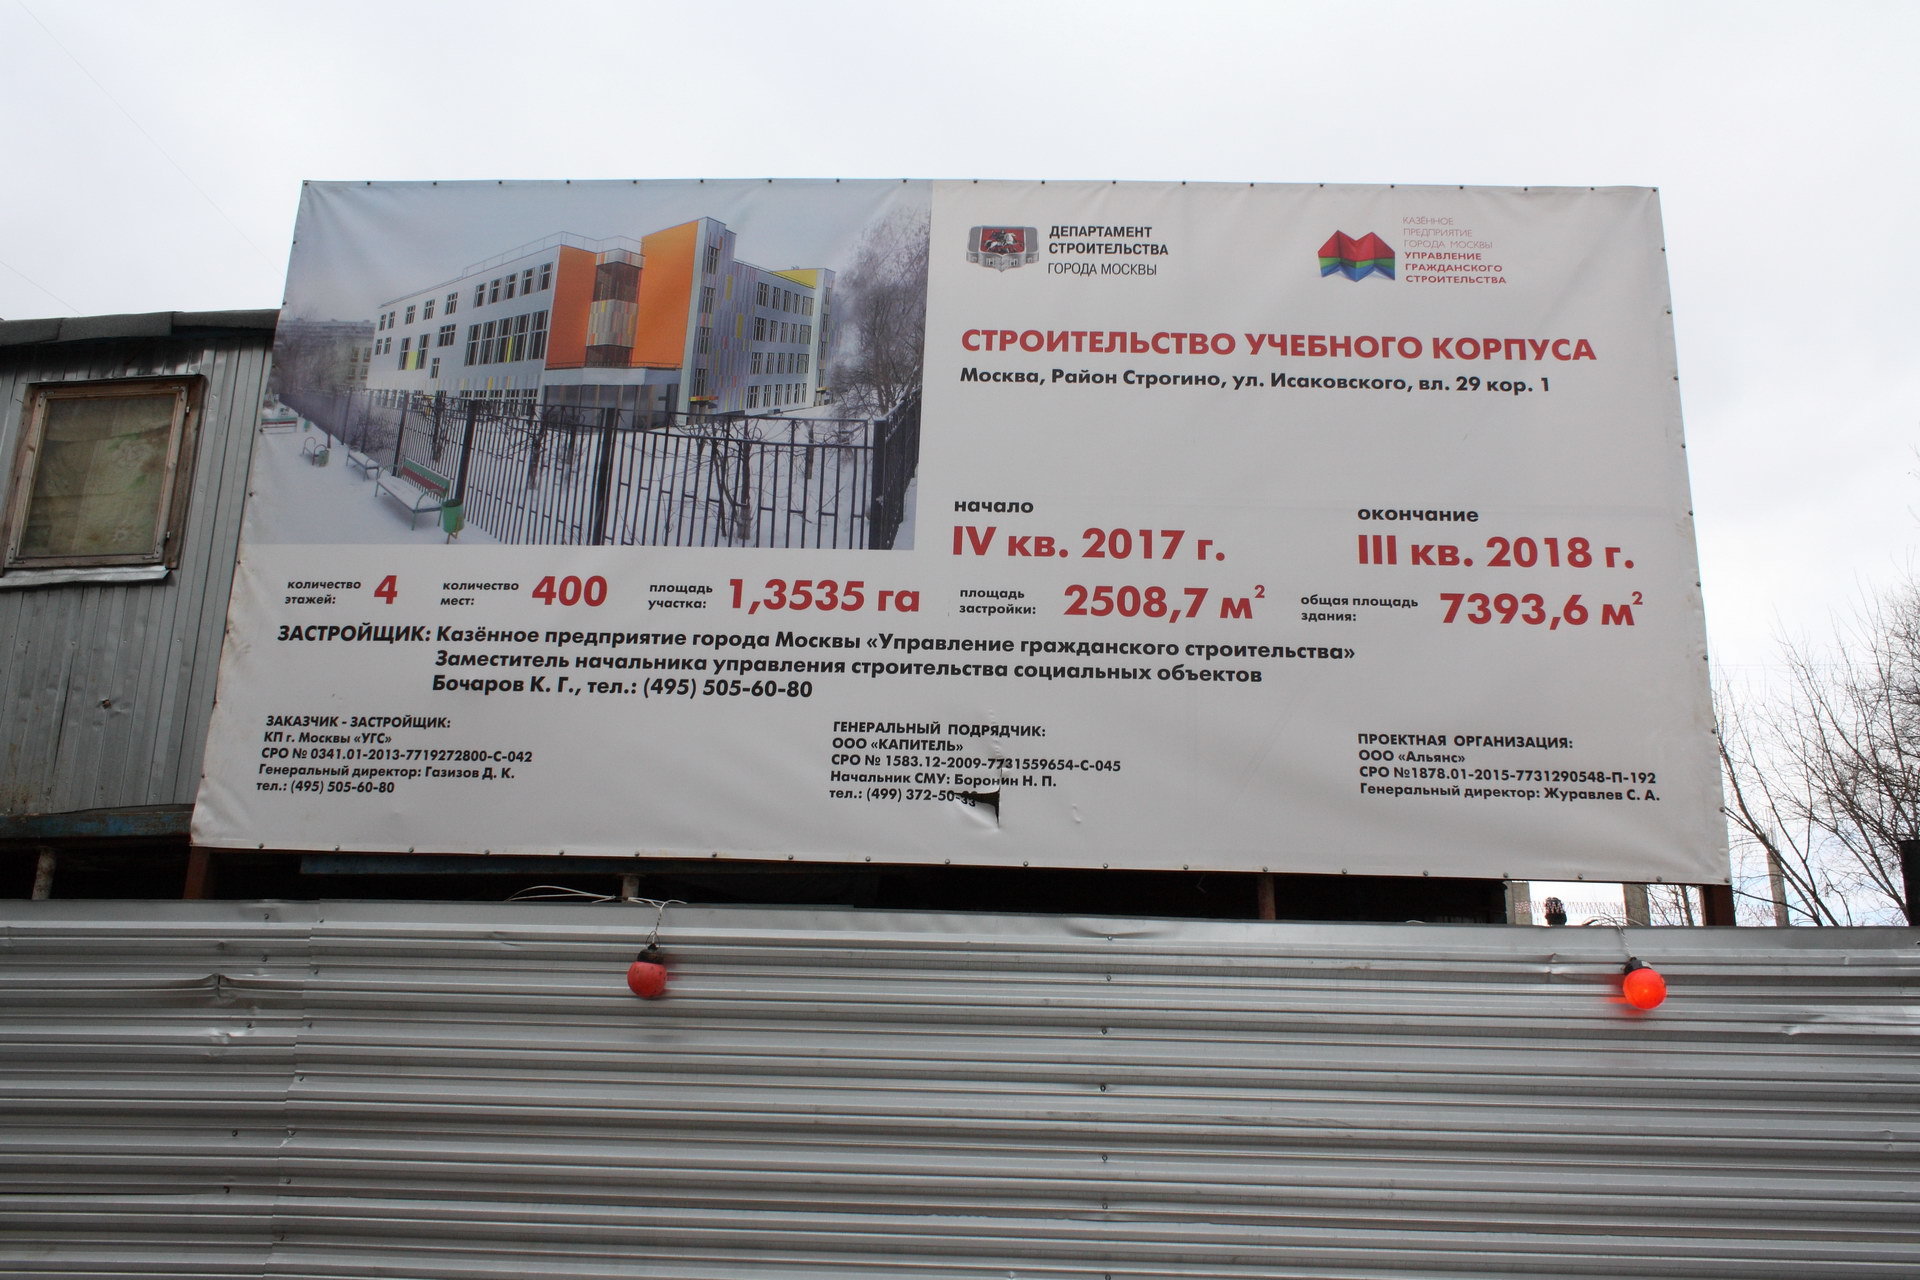 ДЕПАРТАМЕНТ
СТРОИТЕЛЬСТВА
ГОРОДА МОСКВЫ
КАЗЁННОЕ
ПРЕДПРИЯТИЕ
ГОРОДА МОСКВЫ
УПРАВЛЕНИЕ
ГРАЖДАНСКОГО
СТРОИТЕЛЬСТВА
СТРОИТЕЛЬСТВО УЧЕБНОГО КОРПУСА
Москва, Район Строгино, ул. Исаковского, вл. 29 кор. 1
начало
IV кв. 2017 г.
окончание
III кв. 2018 г.
количество
этажей: 4
количество
мест: 400
площадь
участка: 1,3535 га
площадь
застройки: 2508,7 м²
общая площадь
здания: 7393,6 м²
ЗАСТРОЙЩИК: Казённое предприятие города Москвы «Управление гражданского строительства»
Заместитель начальника управления строительства социальных объектов
Бочаров К. Г., тел.: (495) 505-60-80
ЗАКАЗЧИК - ЗАСТРОЙЩИК:
КП г. Москвы «УГС»
СРО № 0341.01-2013-7719272800-С-042
Генеральный директор: Газизов Д. К.
тел.: (495) 505-60-80
ГЕНЕРАЛЬНЫЙ ПОДРЯДЧИК:
ООО «КАПИТЕЛЬ»
СРО № 1583.12-2009-7731559654-С-045
Начальник СМУ: Боронин Н. П.
тел.: (499) 372-50-33
ПРОЕКТНАЯ ОРГАНИЗАЦИЯ:
ООО «Альянс»
СРО №1878.01-2015-7731290548-П-192
Генеральный директор: Журавлев С. А.